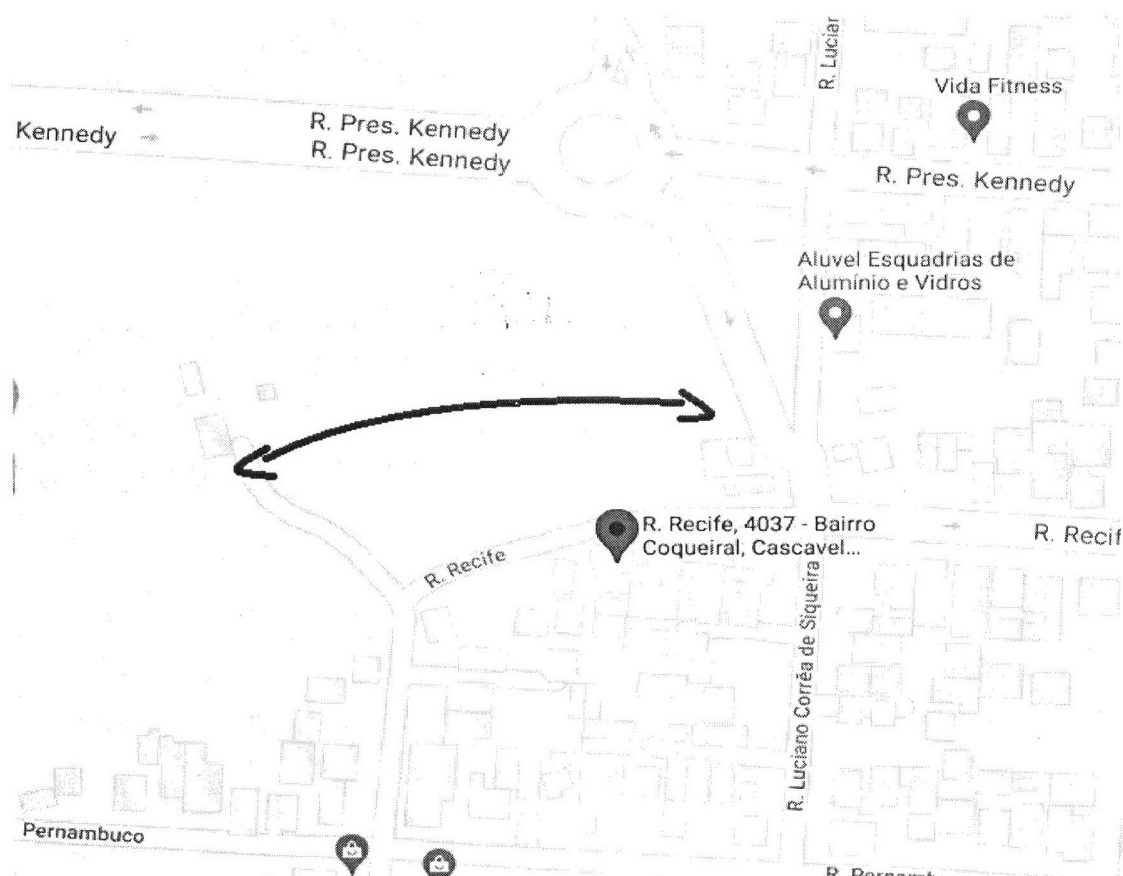 R. Luciar
Vida Fitness
R. Pres. Kennedy
Kennedy
R. Pres. Kennedy
R. Pres. Kennedy
Aluvel Esquadrias de
Alumínio e Vidros
R. Recife, 4037 - Bairro
Coqueiral, Cascavel...
R. Recif
R. Recife
R. Luciano Corrêa de Siqueira
Pernambuco
R. Pernamb